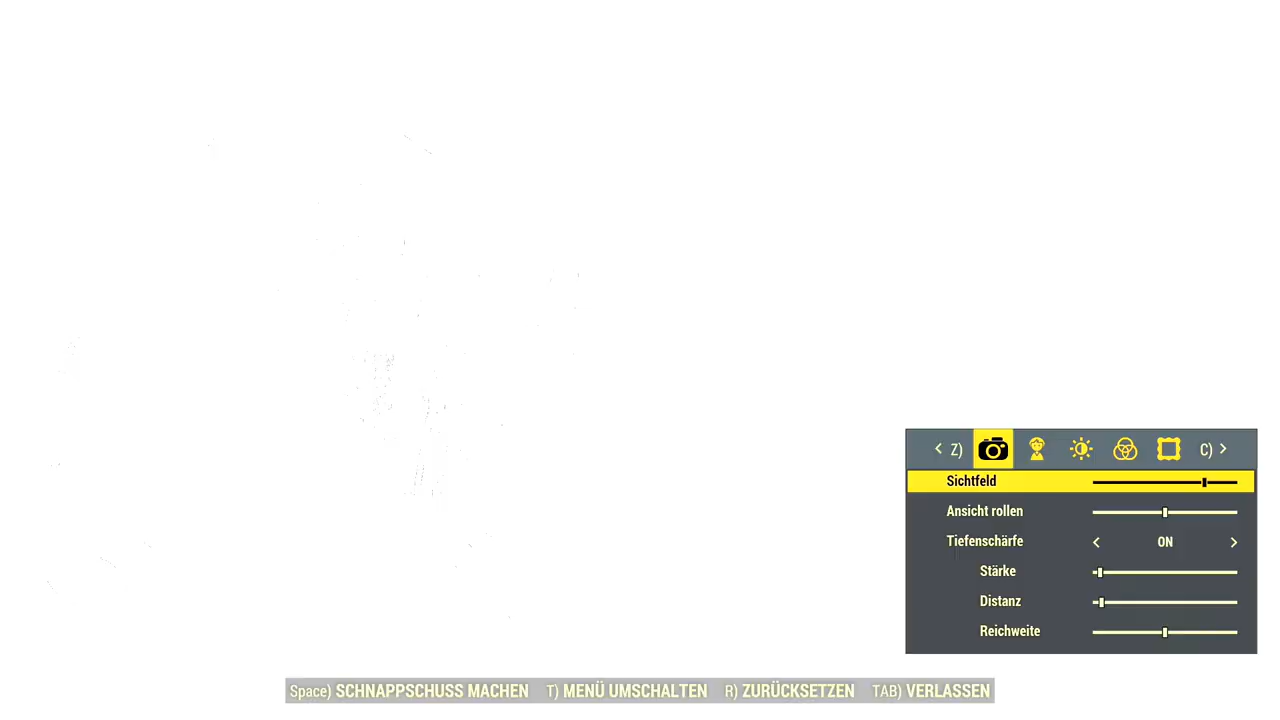 Z) C)
Sichtfeld
Ansicht rollen
Tiefenschärfe ON
Stärke
Distanz
Reichweite
Space) SCHNAPPSCHUSS MACHEN T) MENÜ UMSCHALTEN R) ZURÜCKSETZEN TAB) VERLASSEN